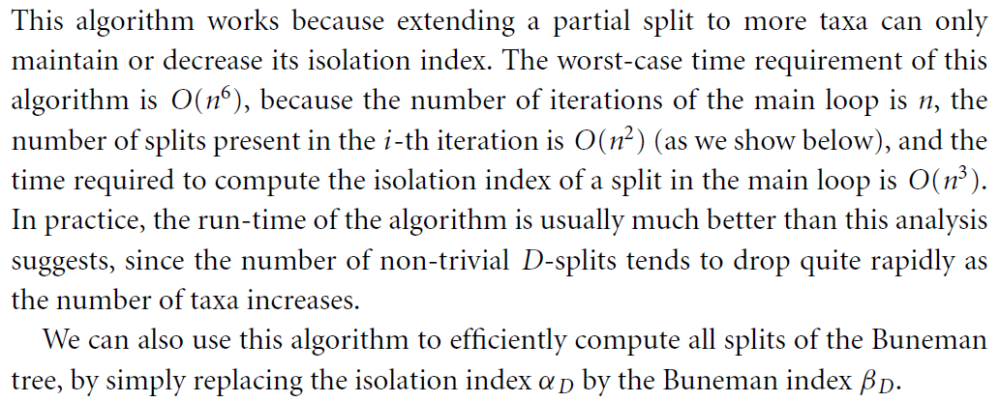 This algorithm works because extending a partial split to more taxa can only
maintain or decrease its isolation index. The worst-case time requirement of this
algorithm is O(n⁶), because the number of iterations of the main loop is n, the
number of splits present in the i-th iteration is O(n²) (as we show below), and the
time required to compute the isolation index of a split in the main loop is O(n³).
In practice, the run-time of the algorithm is usually much better than this analysis
suggests, since the number of non-trivial D-splits tends to drop quite rapidly as
the number of taxa increases.
We can also use this algorithm to efficiently compute all splits of the Buneman
tree, by simply replacing the isolation index α_D by the Buneman index β_D.